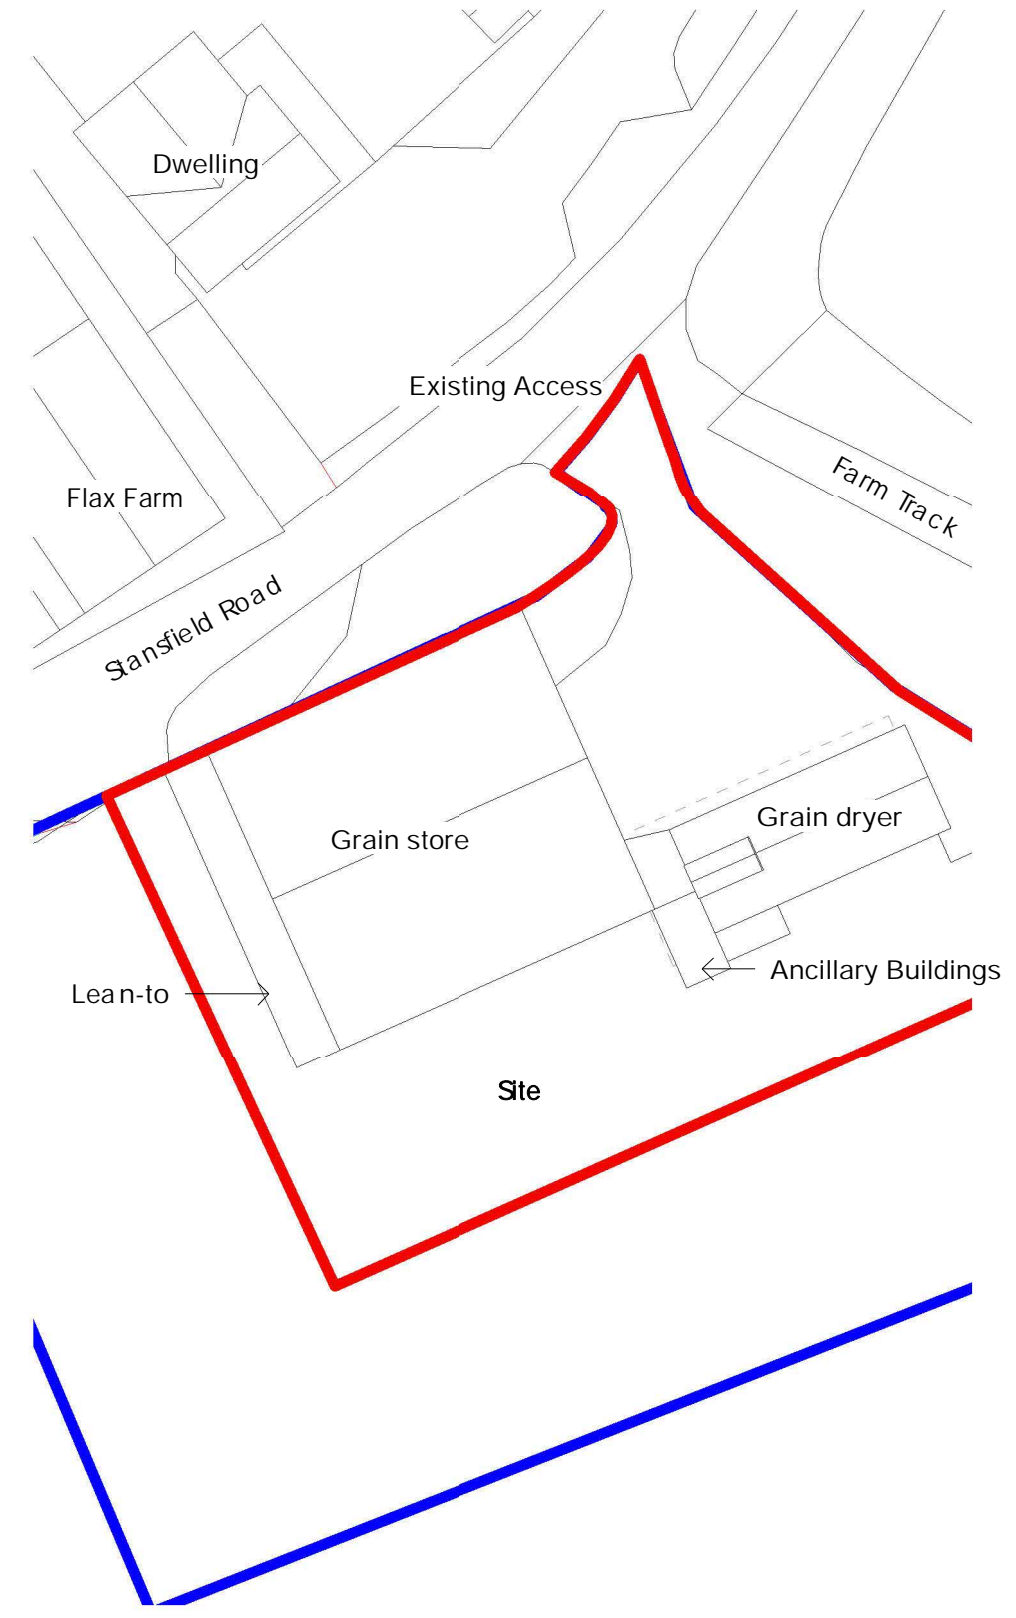 Dwelling
Existing Access
Farm Track
Flax Farm
Stansfield Road
Grain dryer
Grain store
Ancillary Buildings
Lean-to
Site